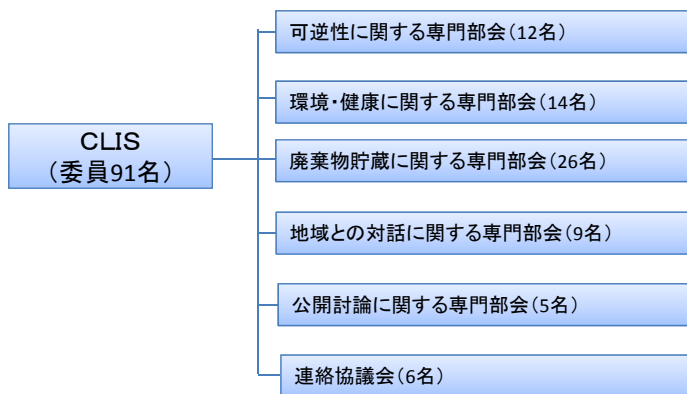 CLIS
（委員91名）
可逆性に関する専門部会（12名）
環境・健康に関する専門部会（14名）
廃棄物貯蔵に関する専門部会（26名）
地域との対話に関する専門部会（9名）
公開討論に関する専門部会（5名）
連絡協議会（6名）